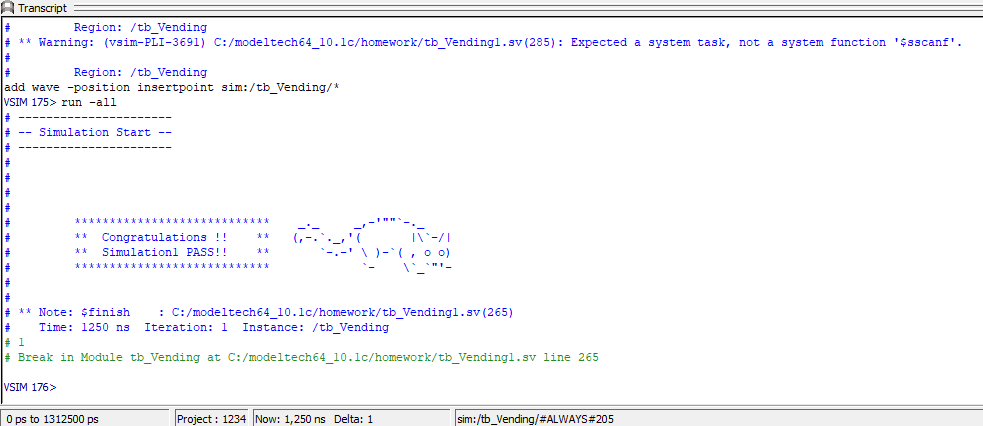 Transcript
#         Region: /tb_Vending
# ** Warning: (vsim-PLI-3691) C:/modeltech64_10.1c/homework/tb_Vending1.sv(285): Expected a system task, not a system function '$sscanf'.
#
#         Region: /tb_Vending
add wave -position insertpoint sim:/tb_Vending/*
VSIM 175> run -all
# ----------------------
# -- Simulation Start --
# ----------------------
#
#
#
#
#         ****************************    _._     _,-'""`-._
#         **  Congratulations !!    **   (,-.`._,'(       |\`-/|
#         **  Simulation1 PASS!!    **       `-.-' \ )-`( , o o)
#         ****************************             `-    \`_`"'-
#
#
# ** Note: $finish    : C:/modeltech64_10.1c/homework/tb_Vending1.sv(265)
#    Time: 1250 ns  Iteration: 1  Instance: /tb_Vending
# 1
# Break in Module tb_Vending at C:/modeltech64_10.1c/homework/tb_Vending1.sv line 265
VSIM 176>
0 ps to 1312500 ps Project : 1234 Now: 1,250 ns Delta: 1 sim:/tb_Vending/#ALWAYS#205